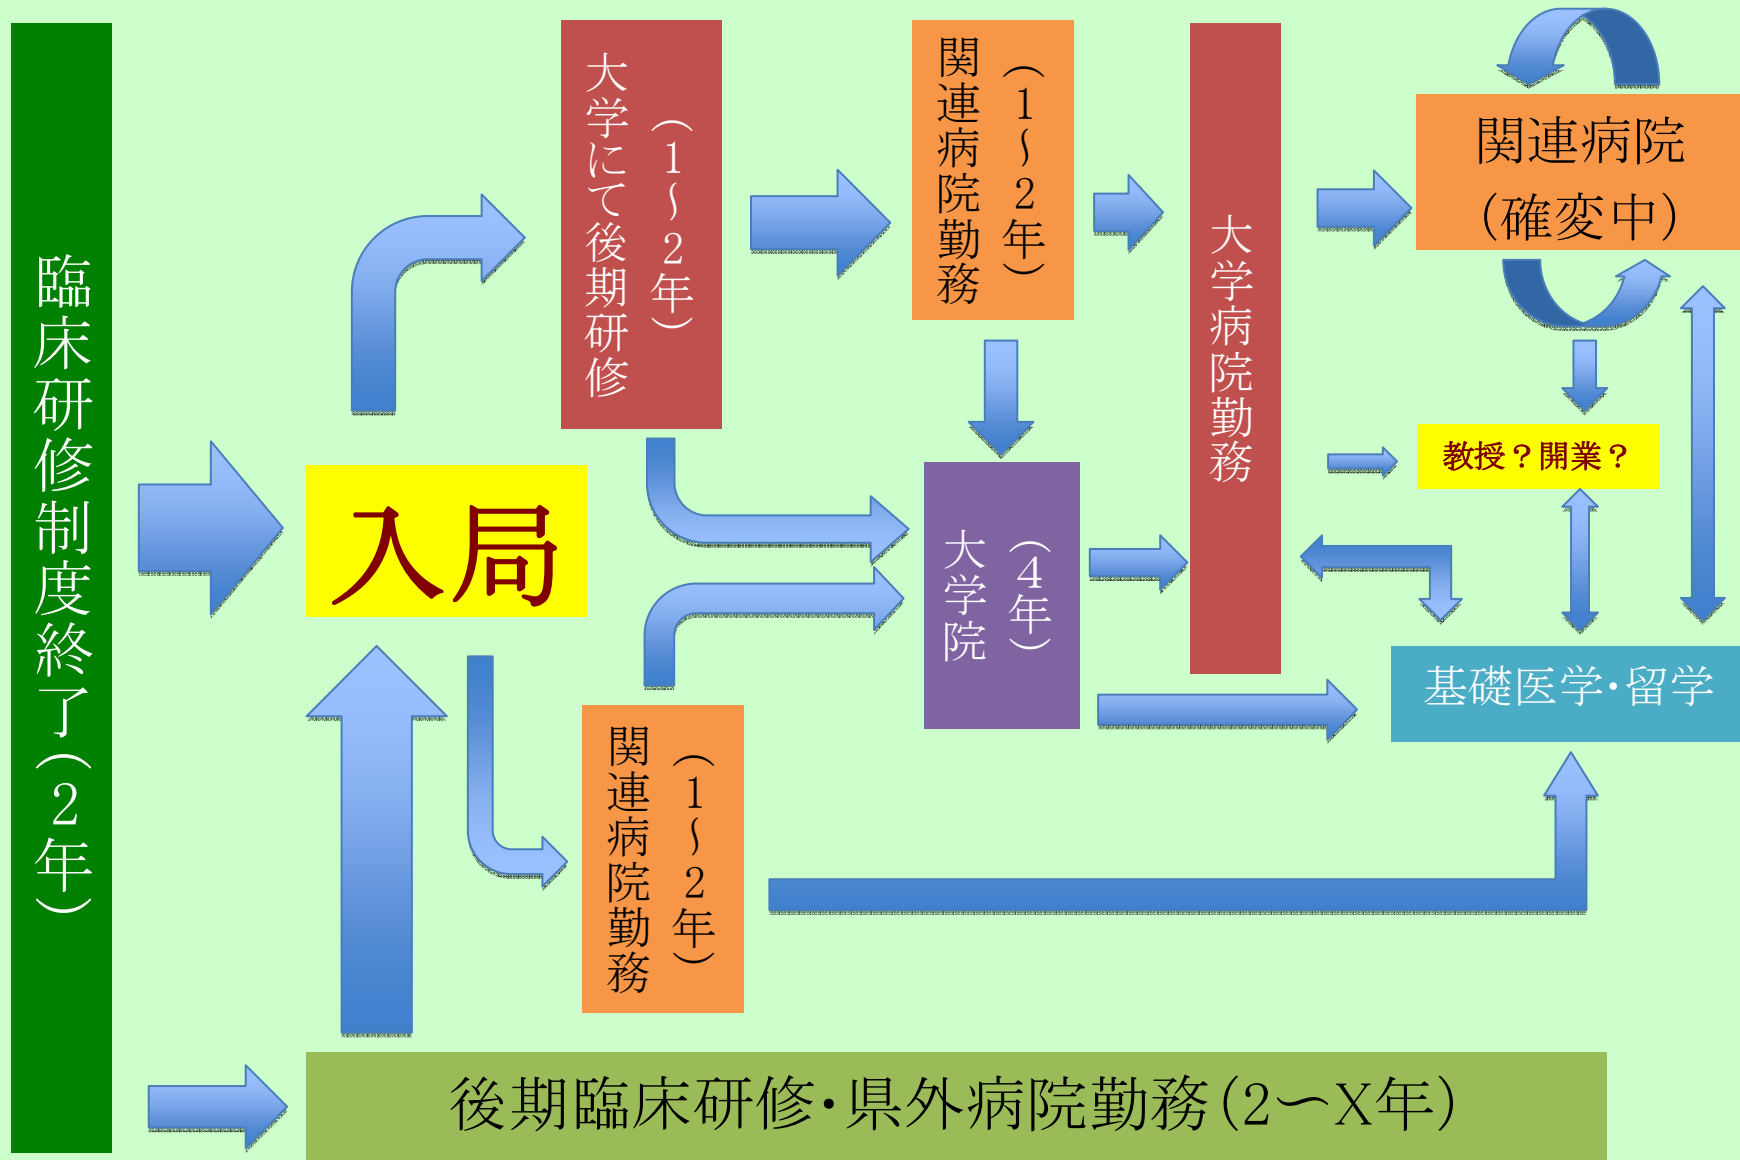 臨床研修制度終了(２年)
入局
大学にて後期研修
(１～２年)
関連病院勤務
(１～２年)
関連病院勤務
(１～２年)
大学院
(４年)
大学病院勤務
関連病院
(確変中)
教授？開業？
基礎医学・留学
後期臨床研修・県外病院勤務(2～X年)